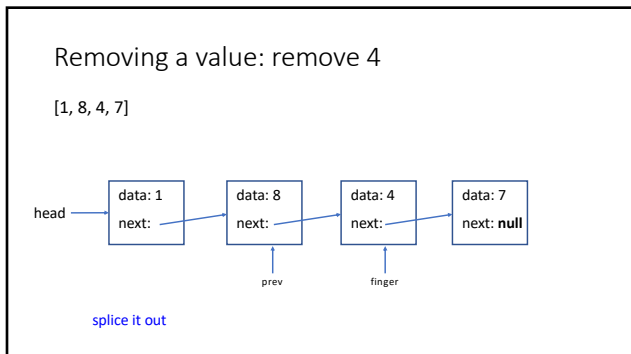 Removing a value: remove 4
[1, 8, 4, 7]
data: 1
next:
data: 8
next:
data: 4
next:
data: 7
next: null
head
prev
finger
splice it out